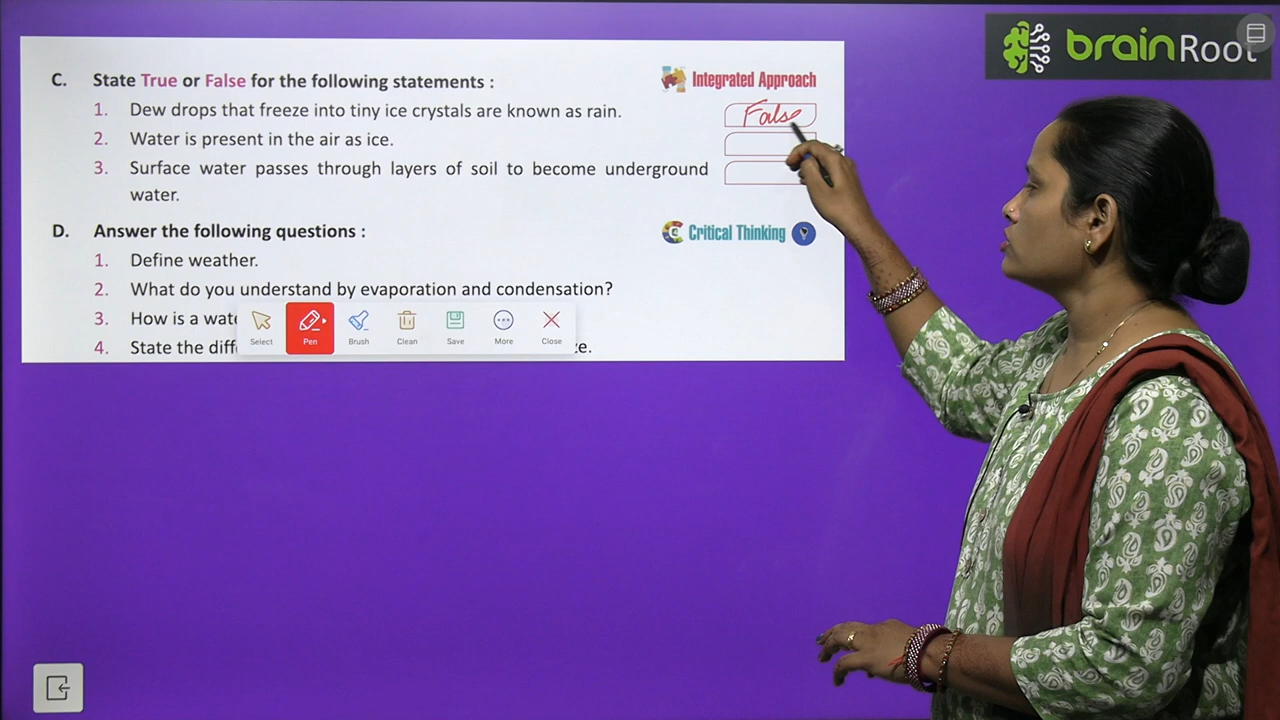 brainRoot
C. State True or False for the following statements :
Integrated Approach
1. Dew drops that freeze into tiny ice crystals are known as rain.
False
2. Water is present in the air as ice.
3. Surface water passes through layers of soil to become underground
water.
D. Answer the following questions :
Critical Thinking
1. Define weather.
2. What do you understand by evaporation and condensation?
3. How is a wate
4. State the diff
Select Pen Brush Clean Save More Close